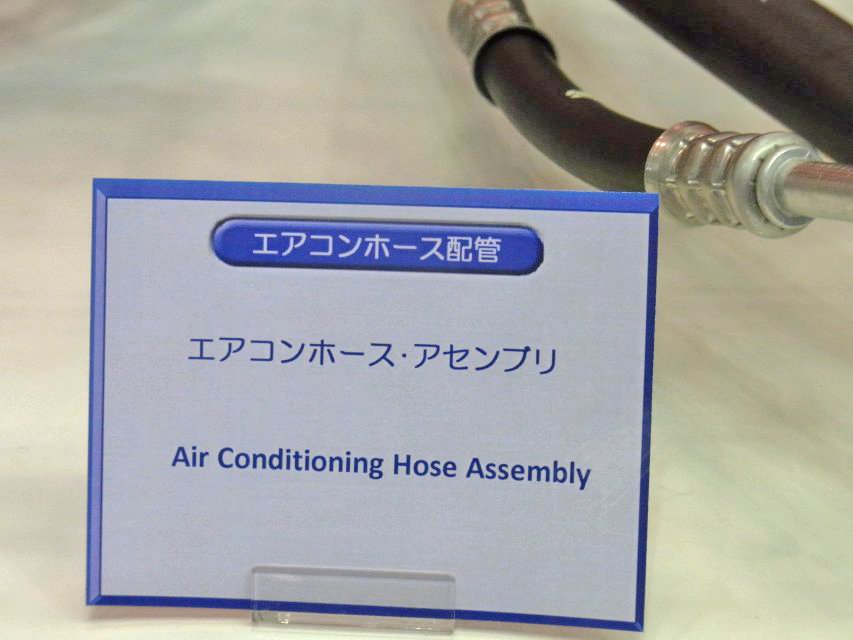 エアコンホース配管
エアコンホース・アセンブリ
Air Conditioning Hose Assembly